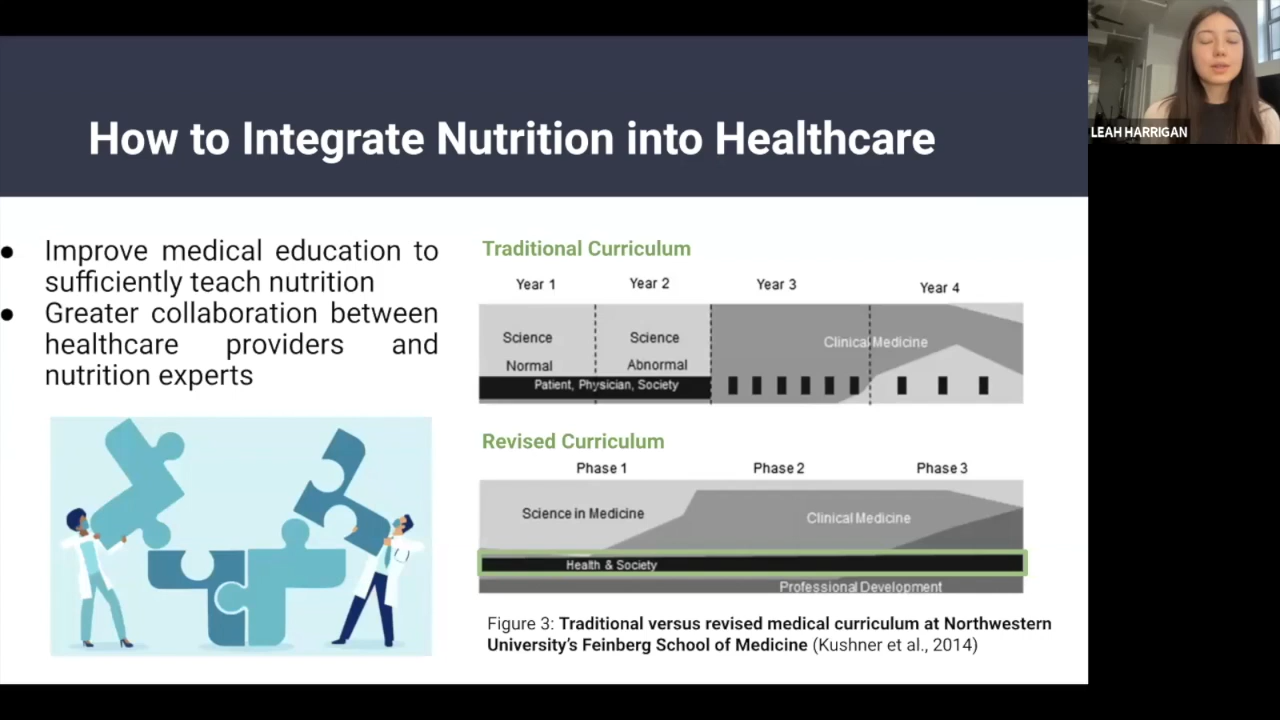 How to Integrate Nutrition into Healthcare
LEAH HARRIGAN
● Improve medical education to
sufficiently teach nutrition
● Greater collaboration between
healthcare providers and
nutrition experts
Traditional Curriculum
Year 1 Year 2 Year 3 Year 4
Science Science Clinical Medicine
Normal Abnormal
Patient, Physician, Society
Revised Curriculum
Phase 1 Phase 2 Phase 3
Science in Medicine Clinical Medicine
Health & Society
Professional Development
Figure 3: Traditional versus revised medical curriculum at Northwestern
University's Feinberg School of Medicine (Kushner et al., 2014)